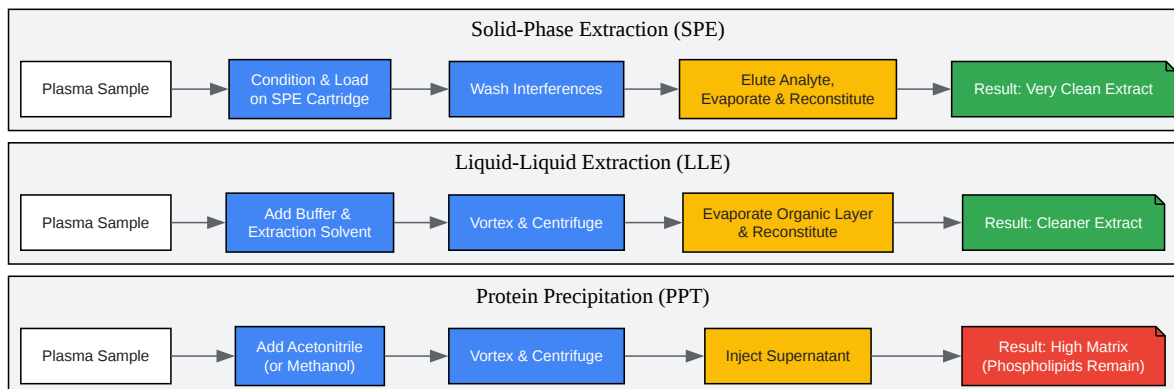 Solid-Phase Extraction (SPE)
Plasma Sample
Condition & Load
on SPE Cartridge
Wash Interferences
Elute Analyte,
Evaporate & Reconstitute
Result: Very Clean Extract
Liquid-Liquid Extraction (LLE)
Plasma Sample
Add Buffer &
Extraction Solvent
Vortex & Centrifuge
Evaporate Organic Layer
& Reconstitute
Result: Cleaner Extract
Protein Precipitation (PPT)
Plasma Sample
Add Acetonitrile
(or Methanol)
Vortex & Centrifuge
Inject Supernatant
Result: High Matrix
(Phospholipids Remain)